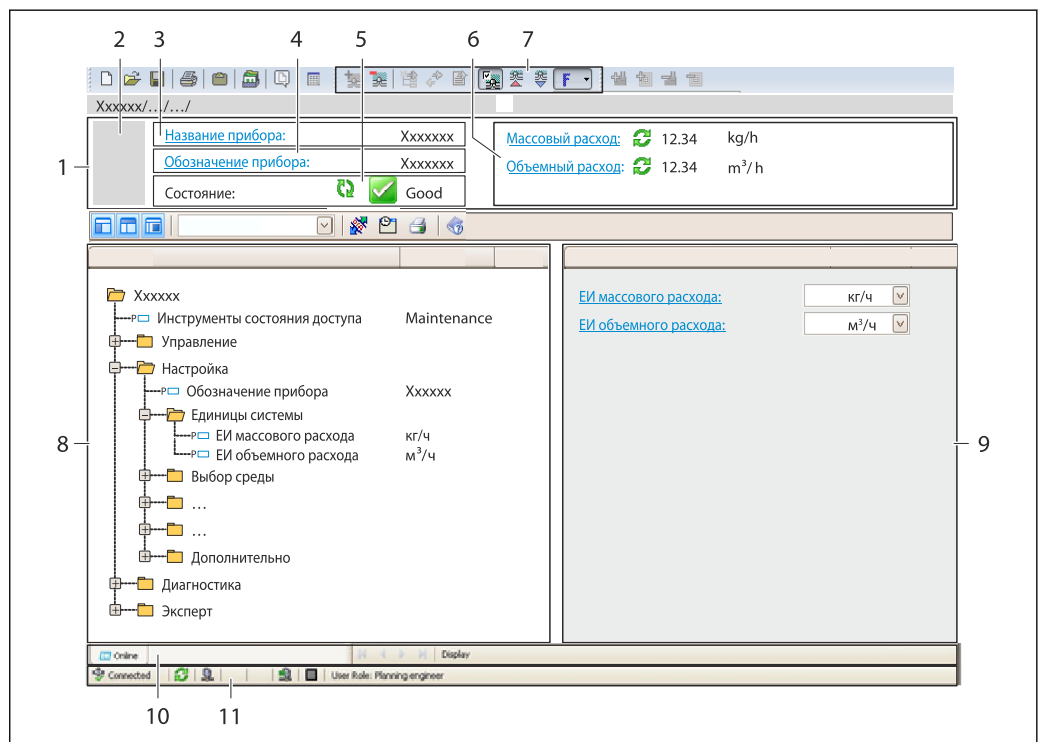 2 3 4 5 6 7
F
Xxxxxx/.../.../
1
Название прибора: Xxxxxxx
Обозначение прибора: Xxxxxxx
Состояние: Good
Массовый расход: 12.34 kg/h
Объемный расход: 12.34 m³/h
Xxxxxx
P Инструменты состояния доступа Maintenance
Управление
Настройка
P Обозначение прибора Xxxxxx
Единицы системы
P ЕИ массового расхода кг/ч
P ЕИ объемного расхода м³/ч
Выбор среды
...
...
Дополнительно
Диагностика
Эксперт
8
ЕИ массового расхода: кг/ч
ЕИ объемного расхода: м³/ч
9
Online Display
Connected User Role: Planning engineer
10 11